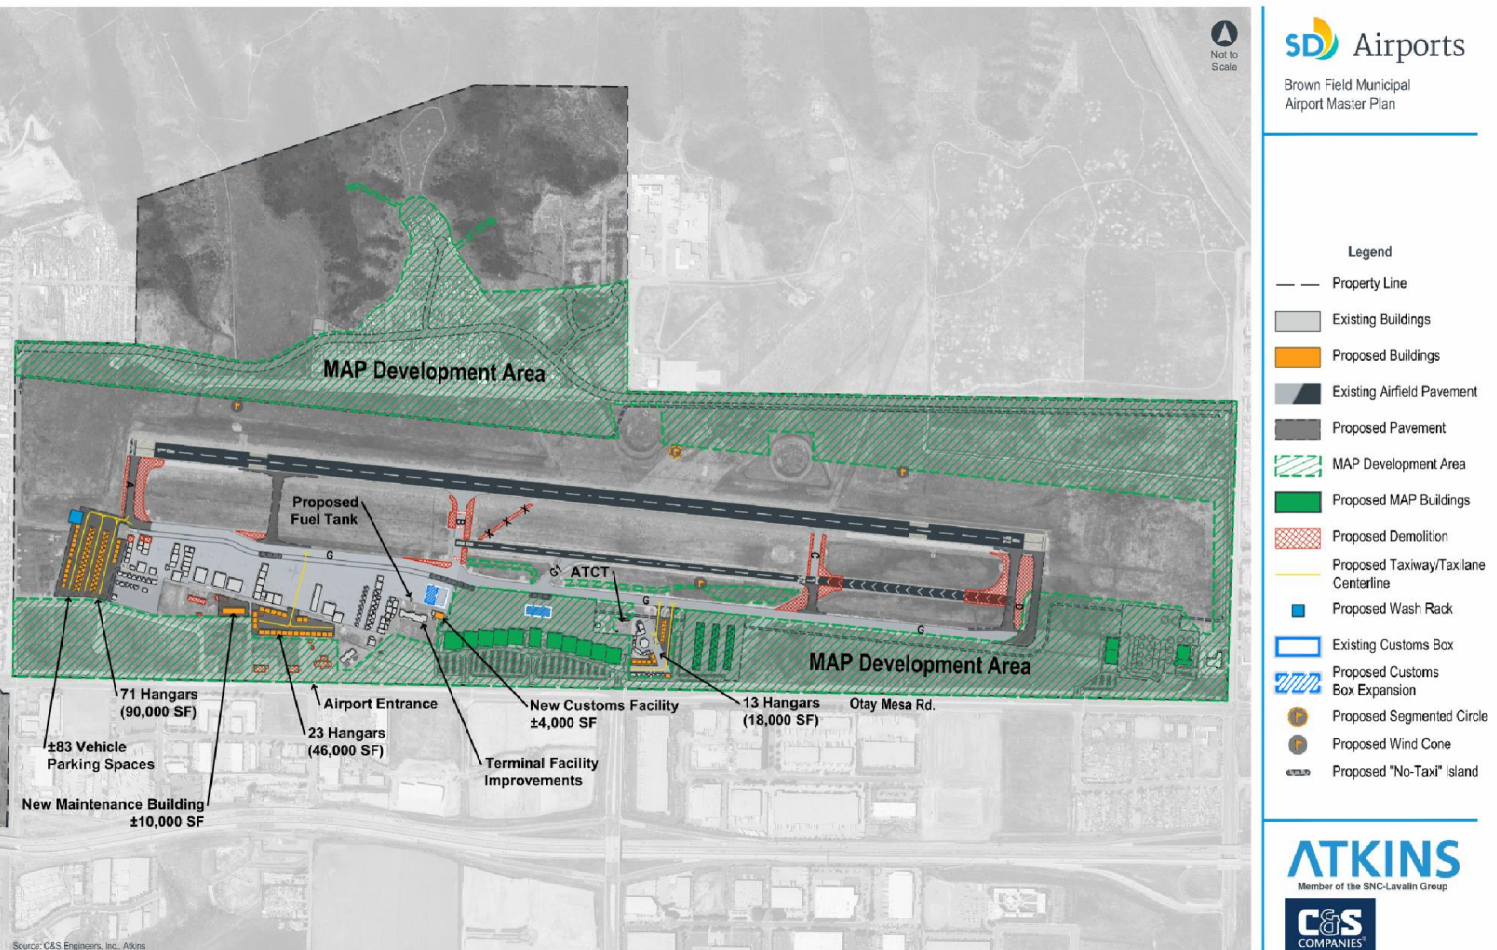 Not to
Scale
SD Airports
Brown Field Municipal
Airport Master Plan
MAP Development Area
Proposed
Fuel Tank
A
B
C
D
G
G1
ATCT
G
G
MAP Development Area
71 Hangars
(90,000 SF)
Airport Entrance
New Customs Facility
±4,000 SF
13 Hangars
(18,000 SF)
Otay Mesa Rd.
±83 Vehicle
Parking Spaces
23 Hangars
(46,000 SF)
Terminal Facility
Improvements
New Maintenance Building
±10,000 SF
Legend
Property Line
Existing Buildings
Proposed Buildings
Existing Airfield Pavement
Proposed Pavement
MAP Development Area
Proposed MAP Buildings
Proposed Demolition
Proposed Taxiway/Taxilane
Centerline
Proposed Wash Rack
Existing Customs Box
Proposed Customs
Box Expansion
Proposed Segmented Circle
Proposed Wind Cone
Proposed "No-Taxi" Island
ATKINS
Member of the SNC-Lavalin Group
C&S
COMPANIES®
Source: C&S Engineers, Inc., Atkins